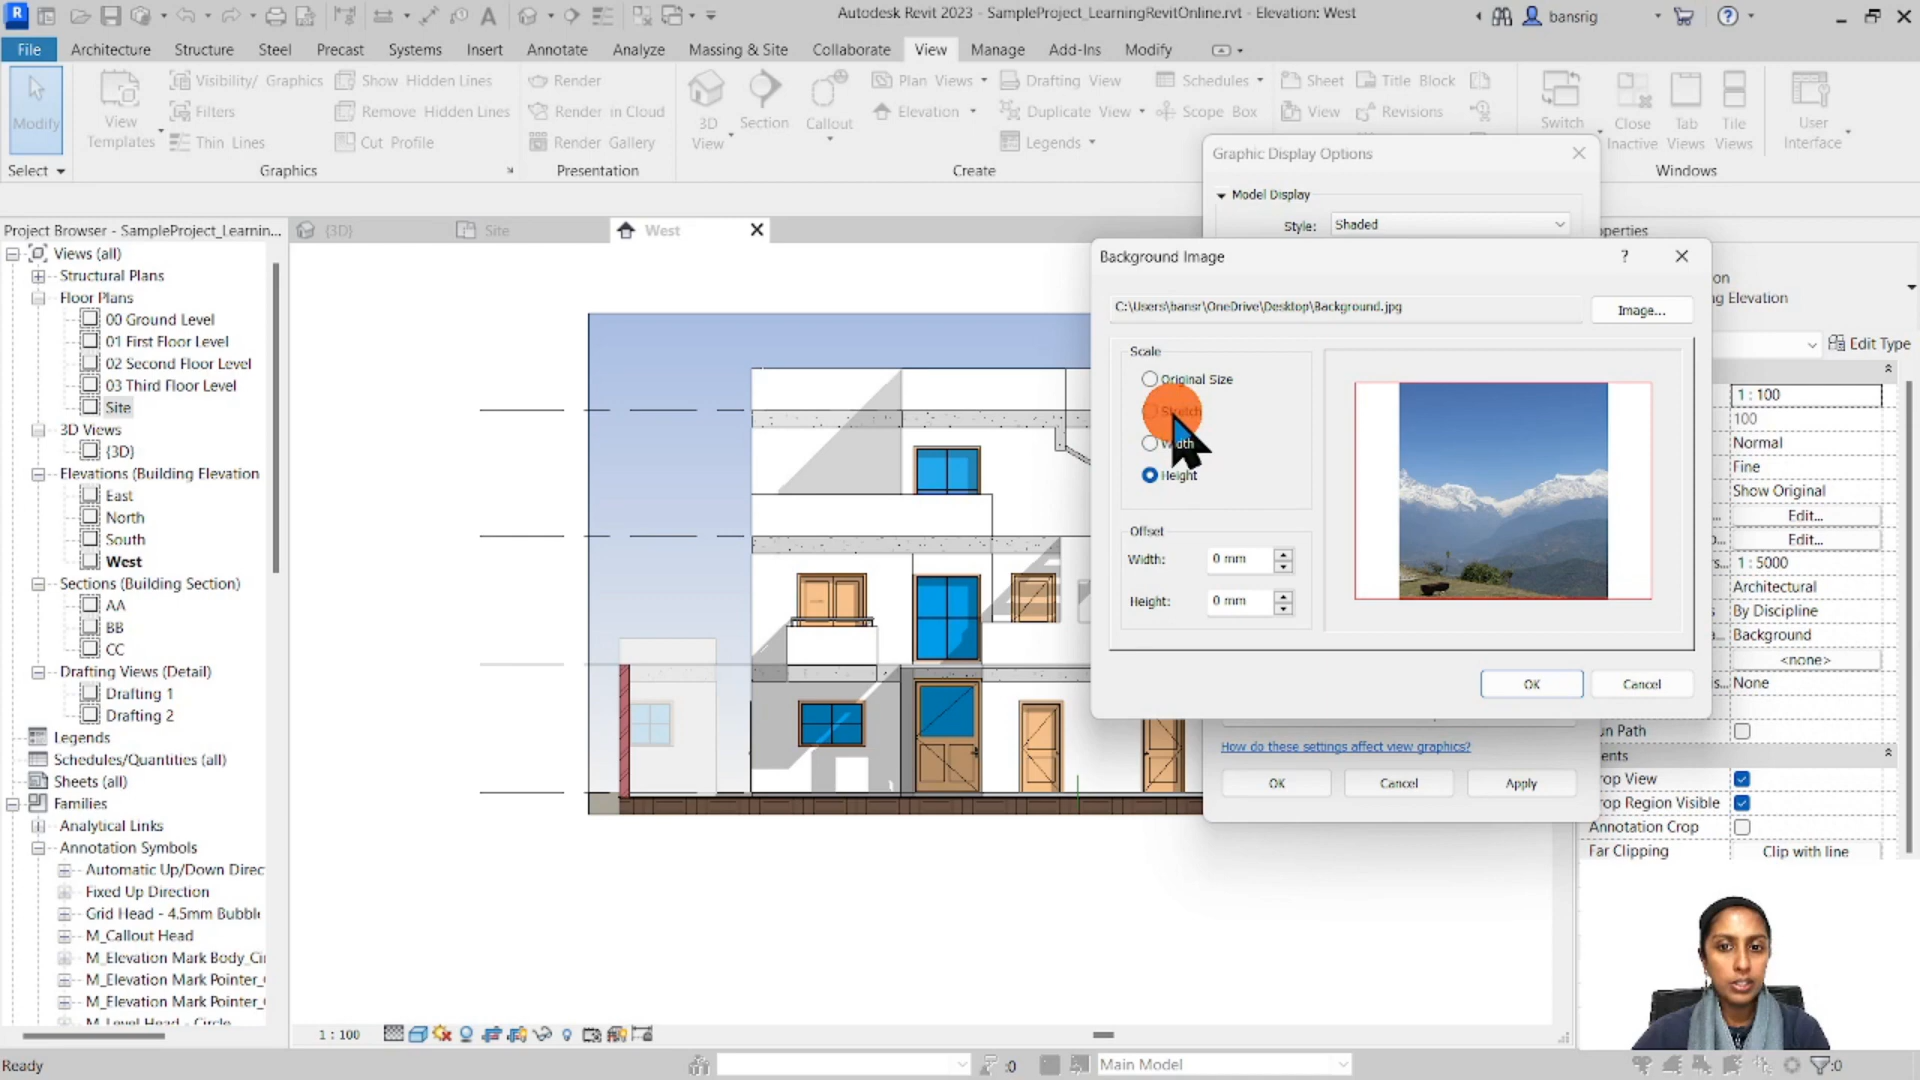 Autodesk Revit 2023 - SampleProject_LearningRevitOnline.rvt - Elevation: West
bansrig
File Architecture Structure Steel Precast Systems Insert Annotate Analyze Massing & Site Collaborate View Manage Add-Ins Modify
Modify
View Templates
Visibility/ Graphics
Filters
Thin Lines
Show Hidden Lines
Remove Hidden Lines
Cut Profile
Render
Render in Cloud
Render Gallery
3D View
Section
Callout
Plan Views
Elevation
Drafting View
Duplicate View
Legends
Schedules
Scope Box
Sheet
View
Title Block
Revisions
Switch
Close Inactive
Tab Views
Tile Views
User Interface
Select
Graphics
Presentation
Create
Windows
Project Browser - SampleProject_Learnin...
Views (all)
Structural Plans
Floor Plans
00 Ground Level
01 First Floor Level
02 Second Floor Level
03 Third Floor Level
Site
3D Views
{3D}
Elevations (Building Elevation
East
North
South
West
Sections (Building Section)
AA
BB
CC
Drafting Views (Detail)
Drafting 1
Drafting 2
Legends
Schedules/Quantities (all)
Sheets (all)
Families
Analytical Links
Annotation Symbols
Automatic Up/Down Direc
Fixed Up Direction
Grid Head - 4.5mm Bubbl
M_Callout Head
M_Elevation Mark Body_Ci
M_Elevation Mark Pointer_
M_Elevation Mark Pointer_
M_Level Head - Circle
{3D}
Site
West
Graphic Display Options
Model Display
Style: Shaded
Background Image
?
C:\Users\bansr\OneDrive\Desktop\Background.jpg
Image...
Scale
Original Size
Stretch
Width
Height
Offset
Width: 0 mm
Height: 0 mm
OK
Cancel
How do these settings affect view graphics?
OK
Cancel
Apply
Edit Type
1 : 100
100
Normal
Fine
Show Original
Edit...
Edit...
1 : 5000
Architectural
By Discipline
Background
<none>
None
Annotation Crop
Far Clipping
Clip with line
1 : 100
Ready
:0
Main Model
:0